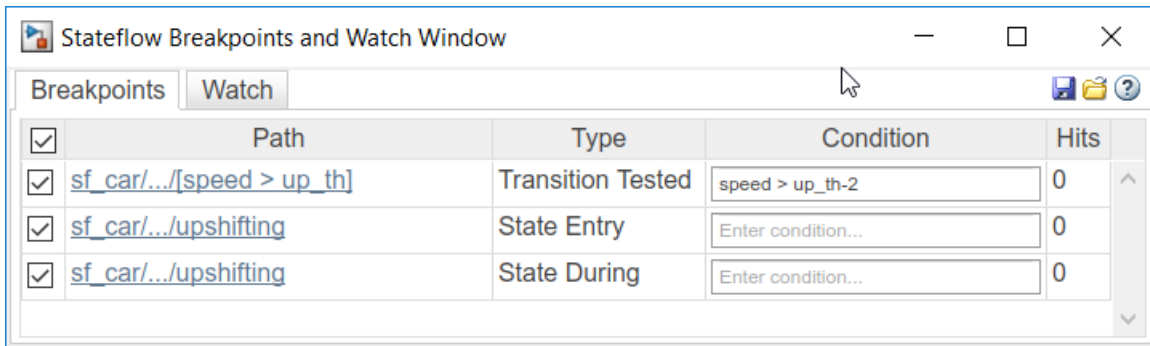 Stateflow Breakpoints and Watch Window
Breakpoints Watch
Path Type Condition Hits
sf_car/.../[speed > up_th] Transition Tested speed > up_th-2 0
sf_car/.../upshifting State Entry Enter condition... 0
sf_car/.../upshifting State During Enter condition... 0